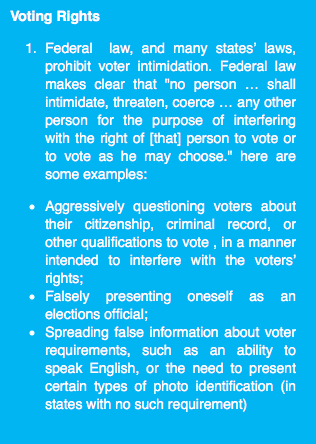 Voting Rights
1. Federal law, and many states' laws,
prohibit voter intimidation. Federal law
makes clear that "no person … shall
intimidate, threaten, coerce … any other
person for the purpose of interfering
with the right of [that] person to vote or
to vote as he may choose." here are
some examples:
• Aggressively questioning voters about
their citizenship, criminal record, or
other qualifications to vote , in a manner
intended to interfere with the voters'
rights;
• Falsely presenting oneself as an
elections official;
• Spreading false information about voter
requirements, such as an ability to
speak English, or the need to present
certain types of photo identification (in
states with no such requirement)